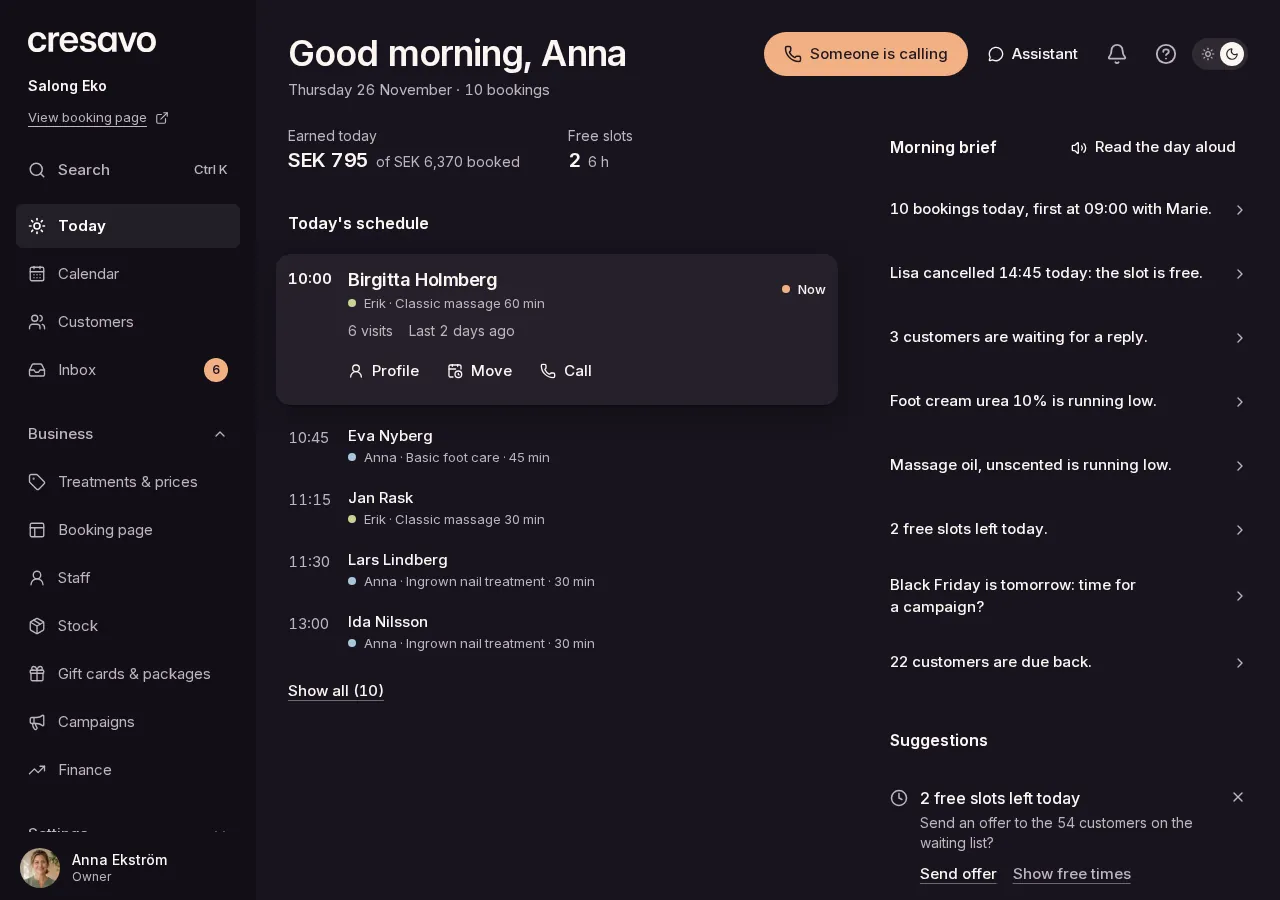 cresavo
Salong Eko
View booking page
Search Ctrl K
Today
Calendar
Customers
Inbox 6
Business
Treatments & prices
Booking page
Staff
Stock
Gift cards & packages
Campaigns
Finance
Settings
Anna Ekström
Owner
Good morning, Anna
Thursday 26 November · 10 bookings
Someone is calling
Assistant
Earned today
SEK 795 of SEK 6,370 booked
Free slots
2 6 h
Today's schedule
10:00 Birgitta Holmberg
Erik · Classic massage 60 min
6 visits Last 2 days ago
Now
Profile Move Call
10:45 Eva Nyberg
Anna · Basic foot care · 45 min
11:15 Jan Rask
Erik · Classic massage 30 min
11:30 Lars Lindberg
Anna · Ingrown nail treatment · 30 min
13:00 Ida Nilsson
Anna · Ingrown nail treatment · 30 min
Show all (10)
Morning brief
Read the day aloud
10 bookings today, first at 09:00 with Marie.
Lisa cancelled 14:45 today: the slot is free.
3 customers are waiting for a reply.
Foot cream urea 10% is running low.
Massage oil, unscented is running low.
2 free slots left today.
Black Friday is tomorrow: time for
a campaign?
22 customers are due back.
Suggestions
2 free slots left today
Send an offer to the 54 customers on the
waiting list?
Send offer Show free times